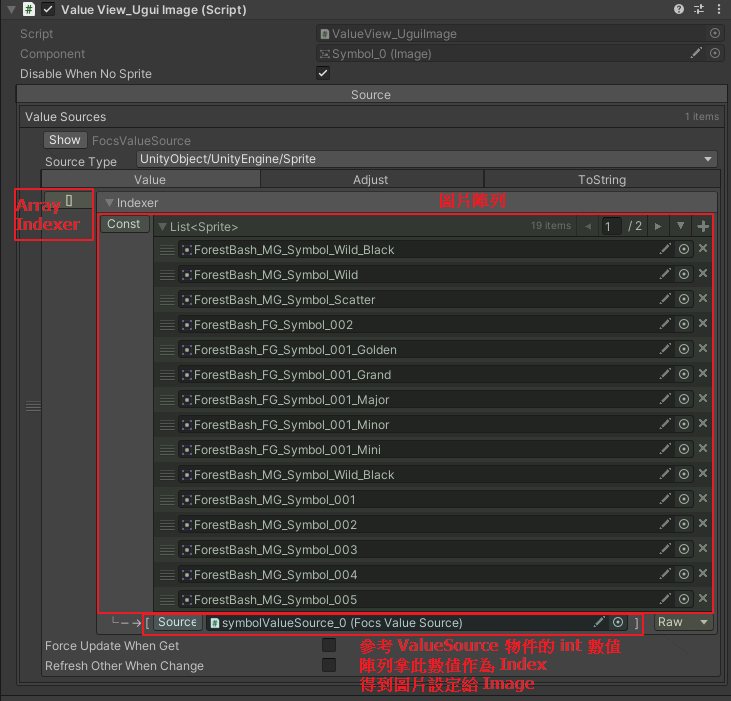 Value View_Ugui Image (Script)
Script ValueView_UguiImage
Component Symbol_0 (Image)
Disable When No Sprite
Source
Value Sources 1 items
Show FocsValueSource
Source Type UnityObject/UnityEngine/Sprite
Value Adjust ToString
[] Indexer 圖片陣列
Array
Indexer
Const List<Sprite> 19 items 1 / 2
ForestBash_MG_Symbol_Wild_Black
ForestBash_MG_Symbol_Wild
ForestBash_MG_Symbol_Scatter
ForestBash_FG_Symbol_002
ForestBash_FG_Symbol_001_Golden
ForestBash_FG_Symbol_001_Grand
ForestBash_FG_Symbol_001_Major
ForestBash_FG_Symbol_001_Minor
ForestBash_FG_Symbol_001_Mini
ForestBash_MG_Symbol_Wild_Black
ForestBash_MG_Symbol_001
ForestBash_MG_Symbol_002
ForestBash_MG_Symbol_003
ForestBash_MG_Symbol_004
ForestBash_MG_Symbol_005
[ Source symbolValueSource_0 (Focs Value Source) ] Raw
Force Update When Get
Refresh Other When Change
參考 ValueSource 物件的 int 數值
陣列拿此數值作為 Index
得到圖片設定給 Image